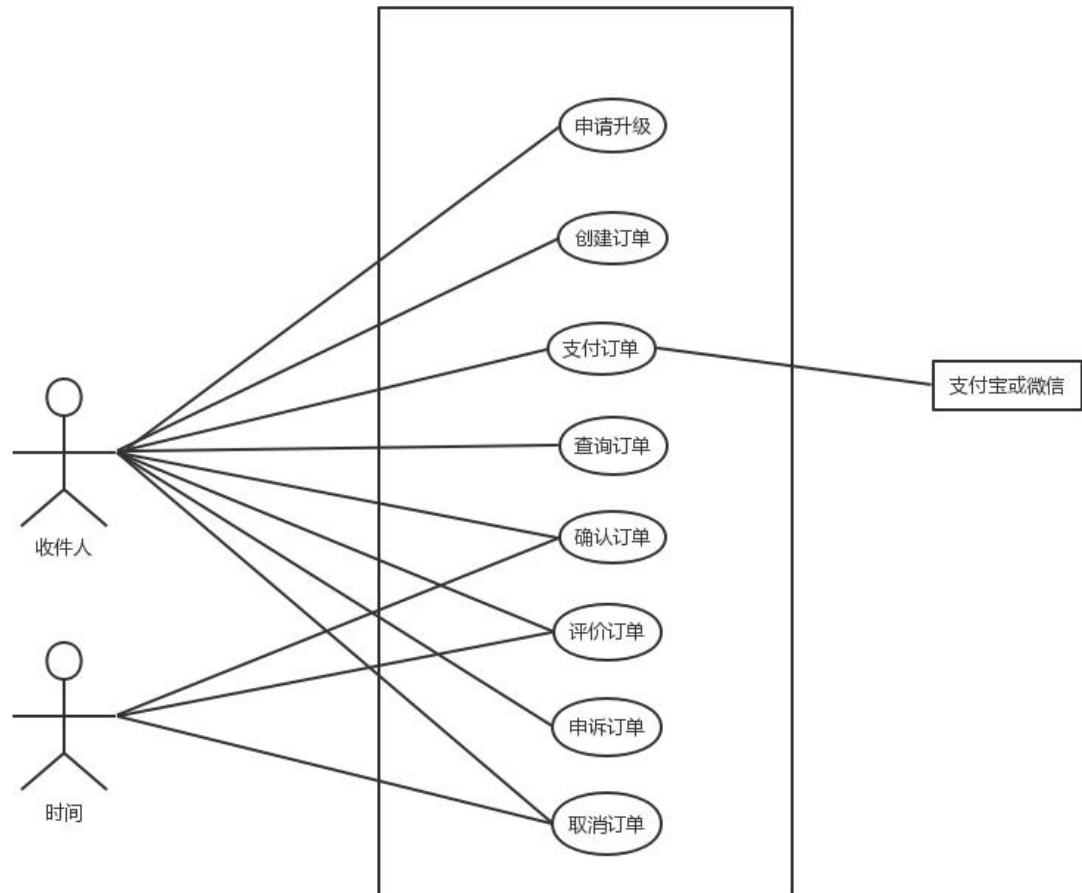 申请升级
创建订单
支付订单
支付宝或微信
查询订单
确认订单
收件人
评价订单
申诉订单
时间
取消订单